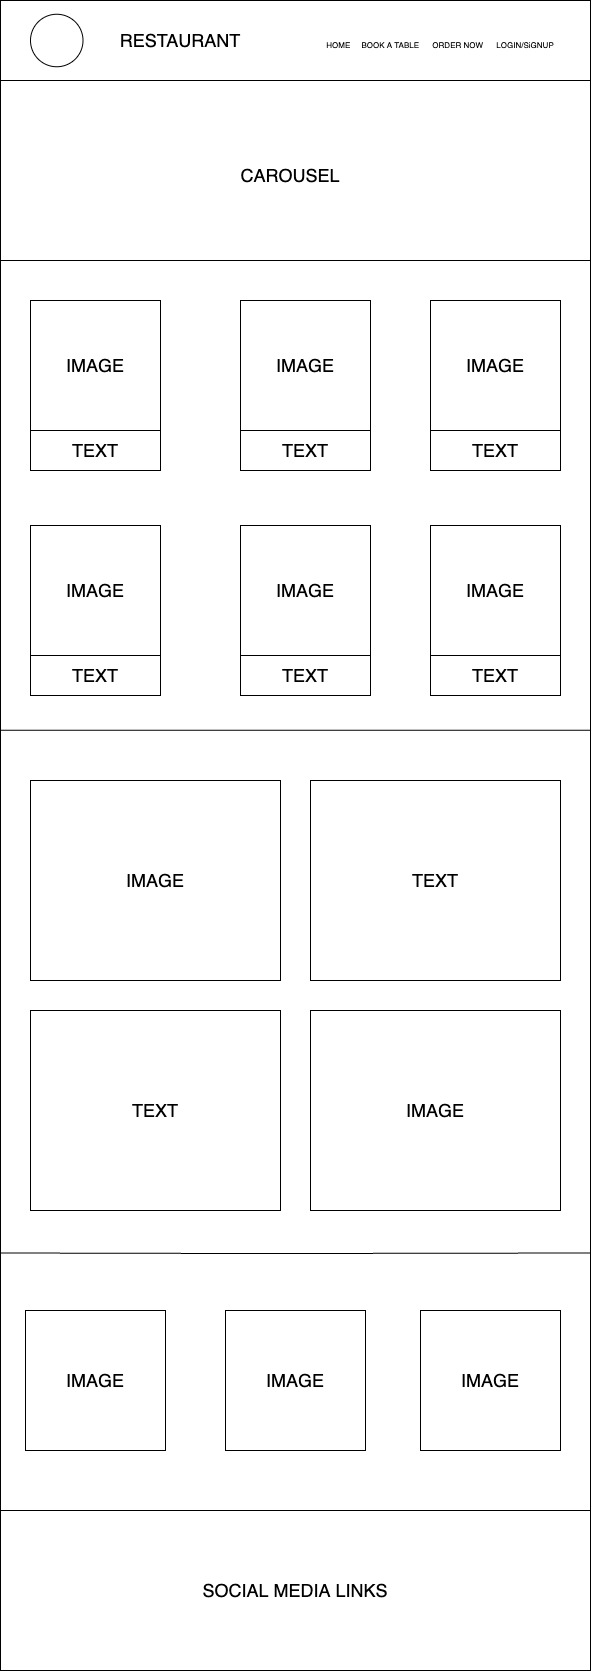 RESTAURANT
HOME BOOK A TABLE ORDER NOW LOGIN/SiGNUP
CAROUSEL
IMAGE IMAGE IMAGE
TEXT TEXT TEXT
IMAGE IMAGE IMAGE
TEXT TEXT TEXT
IMAGE TEXT
TEXT IMAGE
IMAGE IMAGE IMAGE
SOCIAL MEDIA LINKS